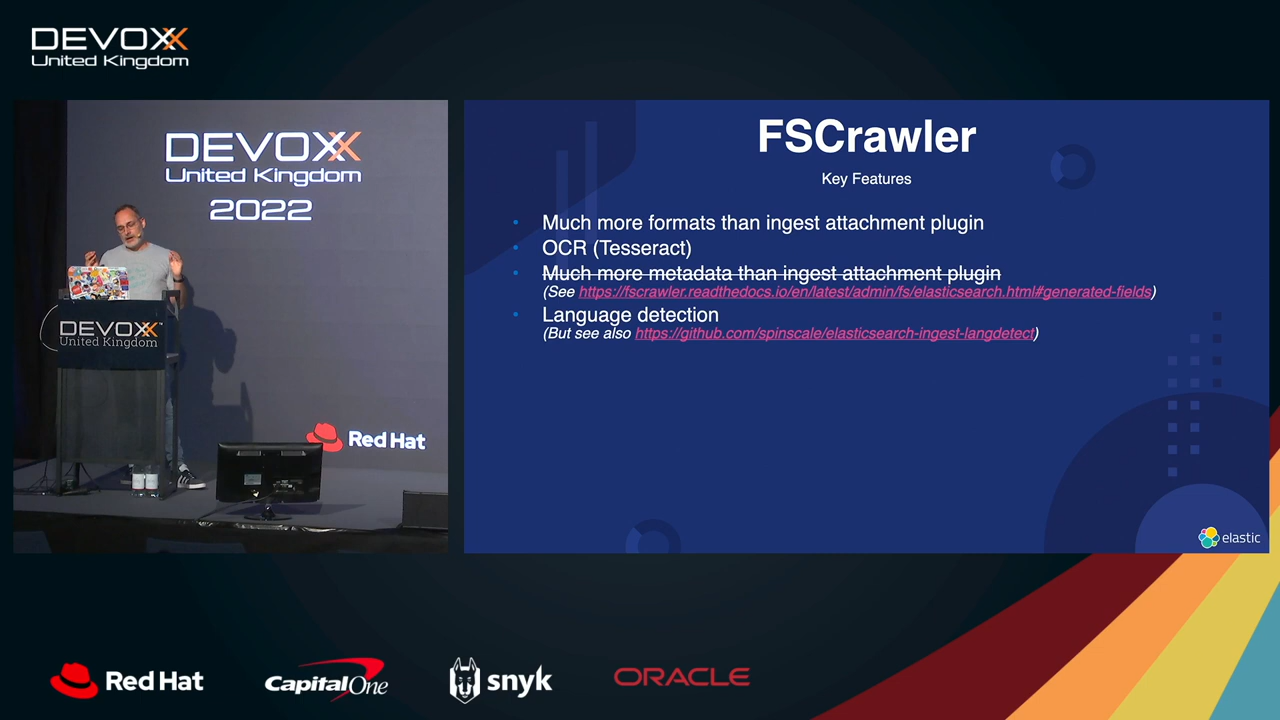 DEVOXX
United Kingdom
DEVOXX
United Kingdom
2022
DEVOXX
United Kingdom
Red Hat
FSCrawler
Key Features
Much more formats than ingest attachment plugin
OCR (Tesseract)
Much more metadata than ingest attachment plugin
(See https://fscrawler.readthedocs.io/en/latest/admin/fs/elasticsearch.html#generated-fields)
Language detection
(But see also https://github.com/spinscale/elasticsearch-ingest-langdetect)
elastic
Red Hat
CapitalOne
snyk
ORACLE